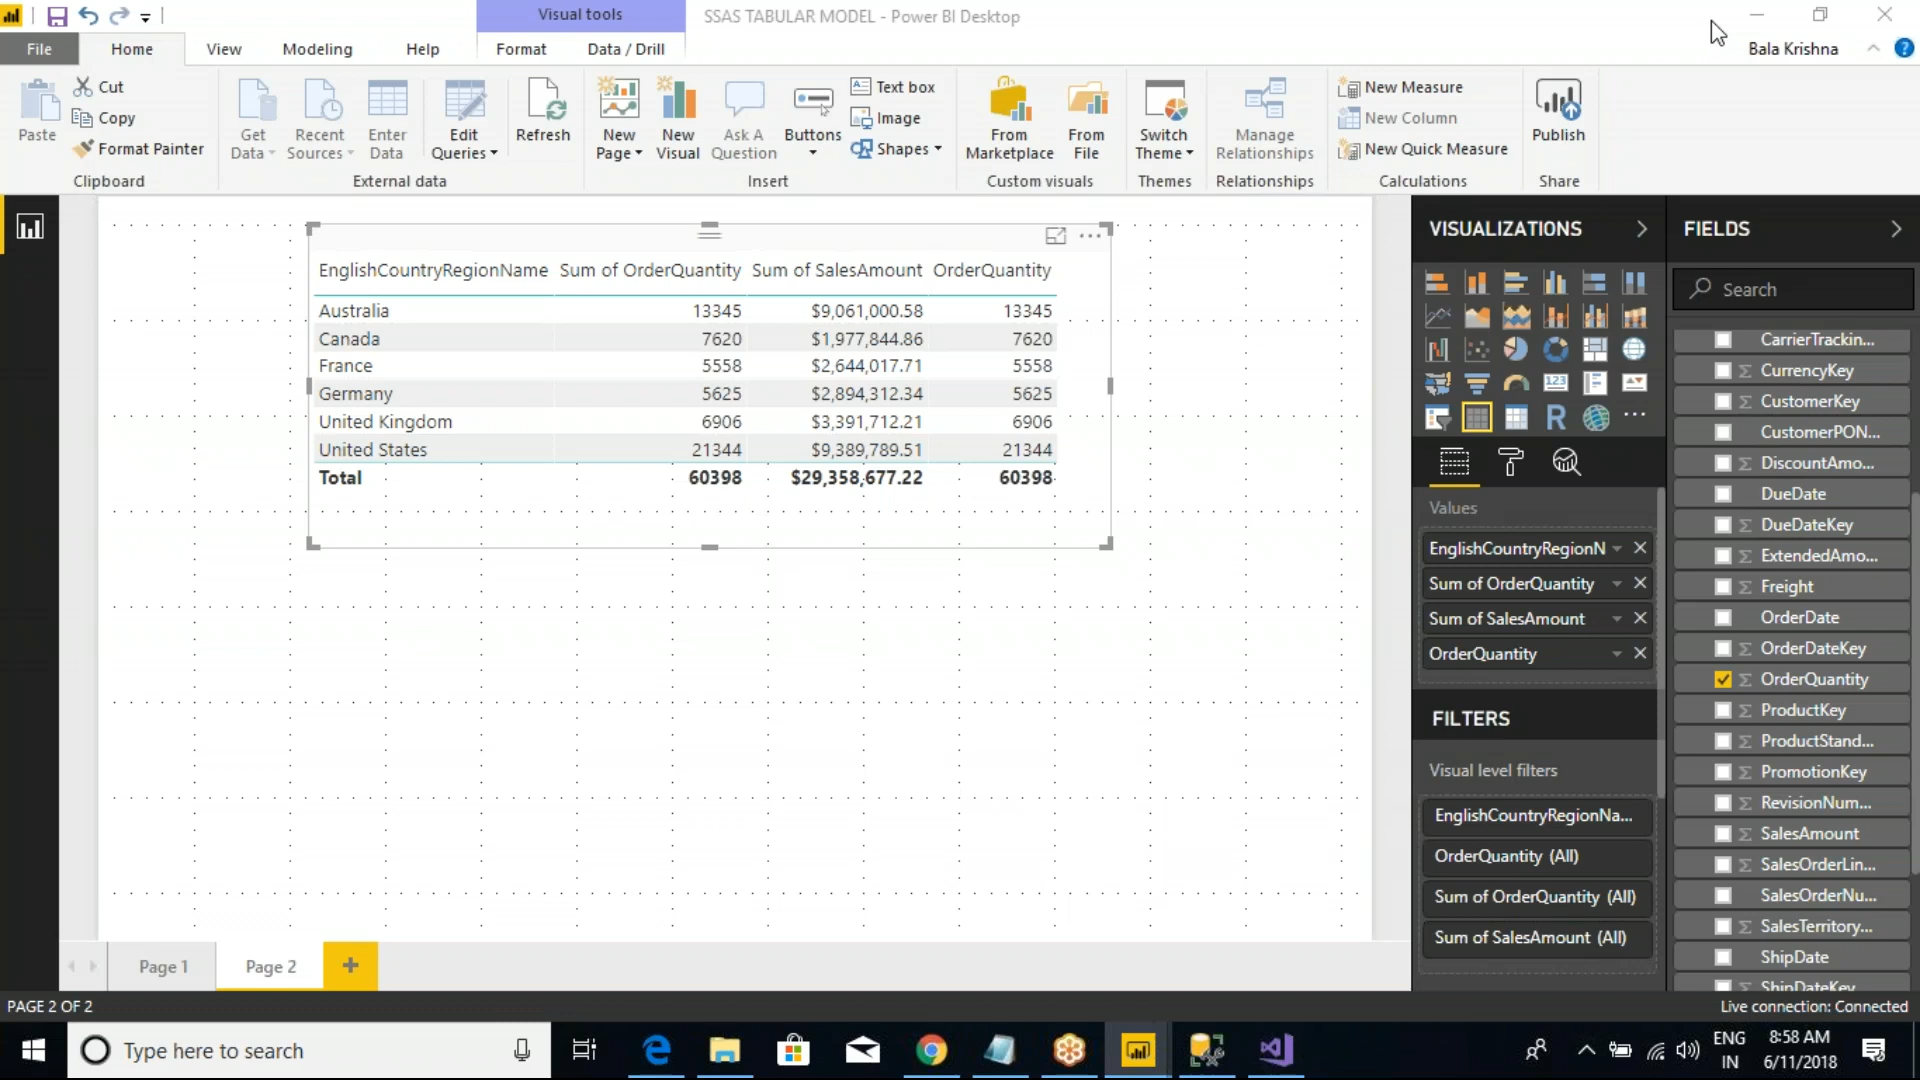 Visual tools
SSAS TABULAR MODEL - Power BI Desktop
File
Home
View
Modeling
Help
Format
Data / Drill
Bala Krishna
Paste
Cut
Copy
Format Painter
Clipboard
Get
Data
Recent
Sources
Enter
Data
Edit
Queries
Refresh
External data
New
Page
New
Visual
Ask A
Question
Buttons
Text box
Image
Shapes
Insert
From
Marketplace
From
File
Custom visuals
Switch
Theme
Themes
Manage
Relationships
Relationships
New Measure
New Column
New Quick Measure
Calculations
Publish
Share
EnglishCountryRegionName Sum of OrderQuantity Sum of SalesAmount OrderQuantity
Australia 13345 $9,061,000.58 13345
Canada 7620 $1,977,844.86 7620
France 5558 $2,644,017.71 5558
Germany 5625 $2,894,312.34 5625
United Kingdom 6906 $3,391,712.21 6906
United States 21344 $9,389,789.51 21344
Total 60398 $29,358,677.22 60398
VISUALIZATIONS
123
R
Values
EnglishCountryRegionN
Sum of OrderQuantity
Sum of SalesAmount
OrderQuantity
FILTERS
Visual level filters
EnglishCountryRegionNa...
OrderQuantity (All)
Sum of OrderQuantity (All)
Sum of SalesAmount (All)
FIELDS
Search
CarrierTrackin...
CurrencyKey
CustomerKey
CustomerPON...
DiscountAmo...
DueDate
DueDateKey
ExtendedAmo...
Freight
OrderDate
OrderDateKey
OrderQuantity
ProductKey
ProductStand...
PromotionKey
RevisionNum...
SalesAmount
SalesOrderLin...
SalesOrderNu...
SalesTerritory...
ShipDate
ShipDateKey
Page 1
Page 2
PAGE 2 OF 2
Live connection: Connected
Type here to search
ENG
IN
8:58 AM
6/11/2018